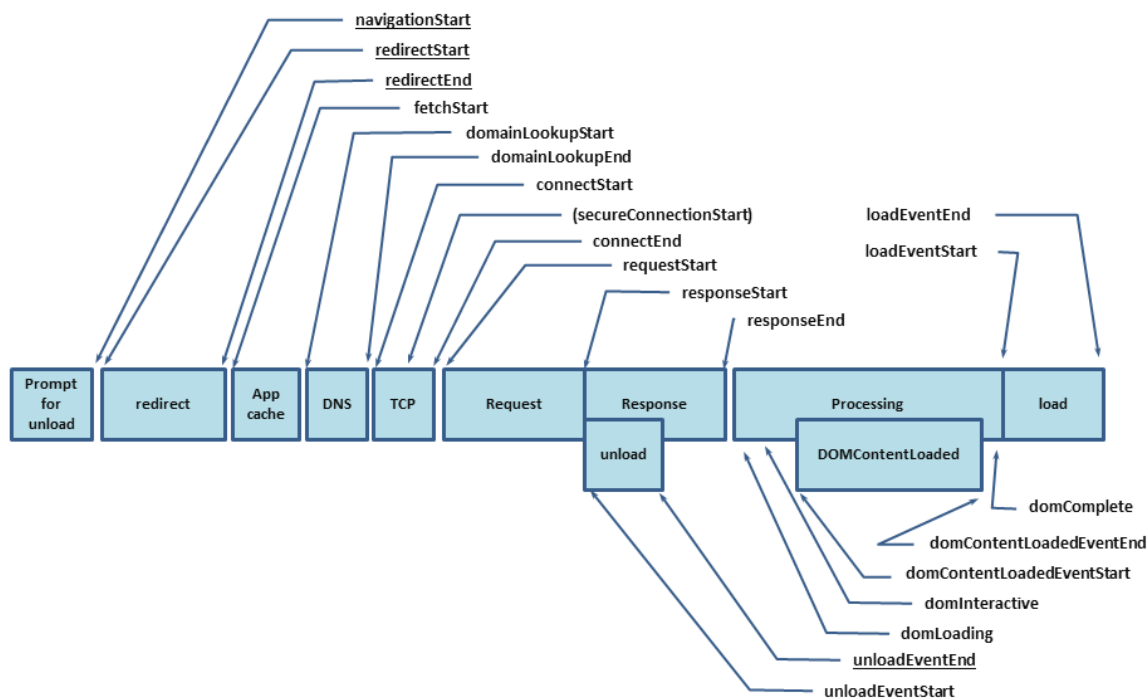 navigationStart
redirectStart
redirectEnd
fetchStart
domainLookupStart
domainLookupEnd
connectStart
(secureConnectionStart)
loadEventEnd
connectEnd
loadEventStart
requestStart
responseStart
responseEnd
Prompt
for
unload
redirect
App
cache
DNS
TCP
Request
Response
Processing
load
unload
DOMContentLoaded
domComplete
domContentLoadedEventEnd
domContentLoadedEventStart
domInteractive
domLoading
unloadEventEnd
unloadEventStart